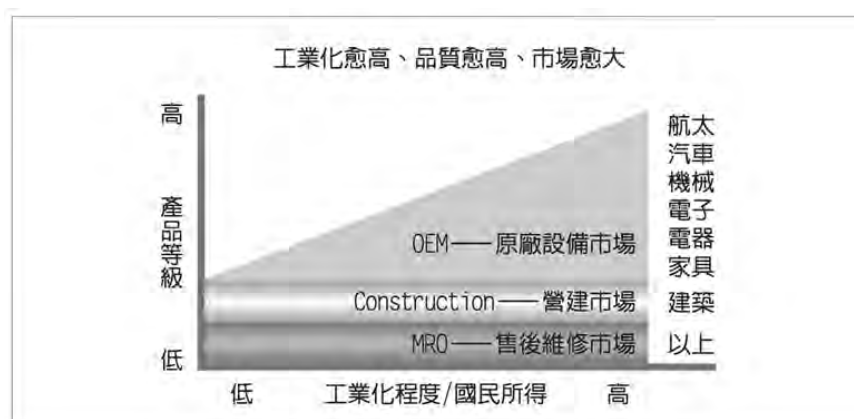 工業化愈高、品質愈高、市場愈大
高
產品等級
低
航太
汽車
機械
電子
電器
家具
建築
以上
OEM——原廠設備市場
Construction——營建市場
MRO——售後維修市場
低 工業化程度/國民所得 高